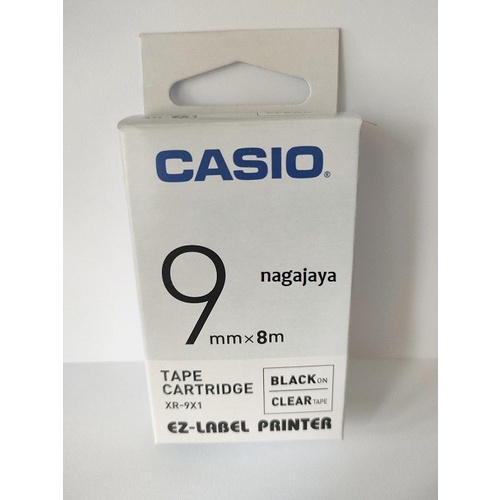 CASIO®
9
mm×8m
nagajaya
TAPE
CARTRIDGE
XR-9X1
BLACK ON
CLEAR TAPE
EZ-LABEL PRINTER